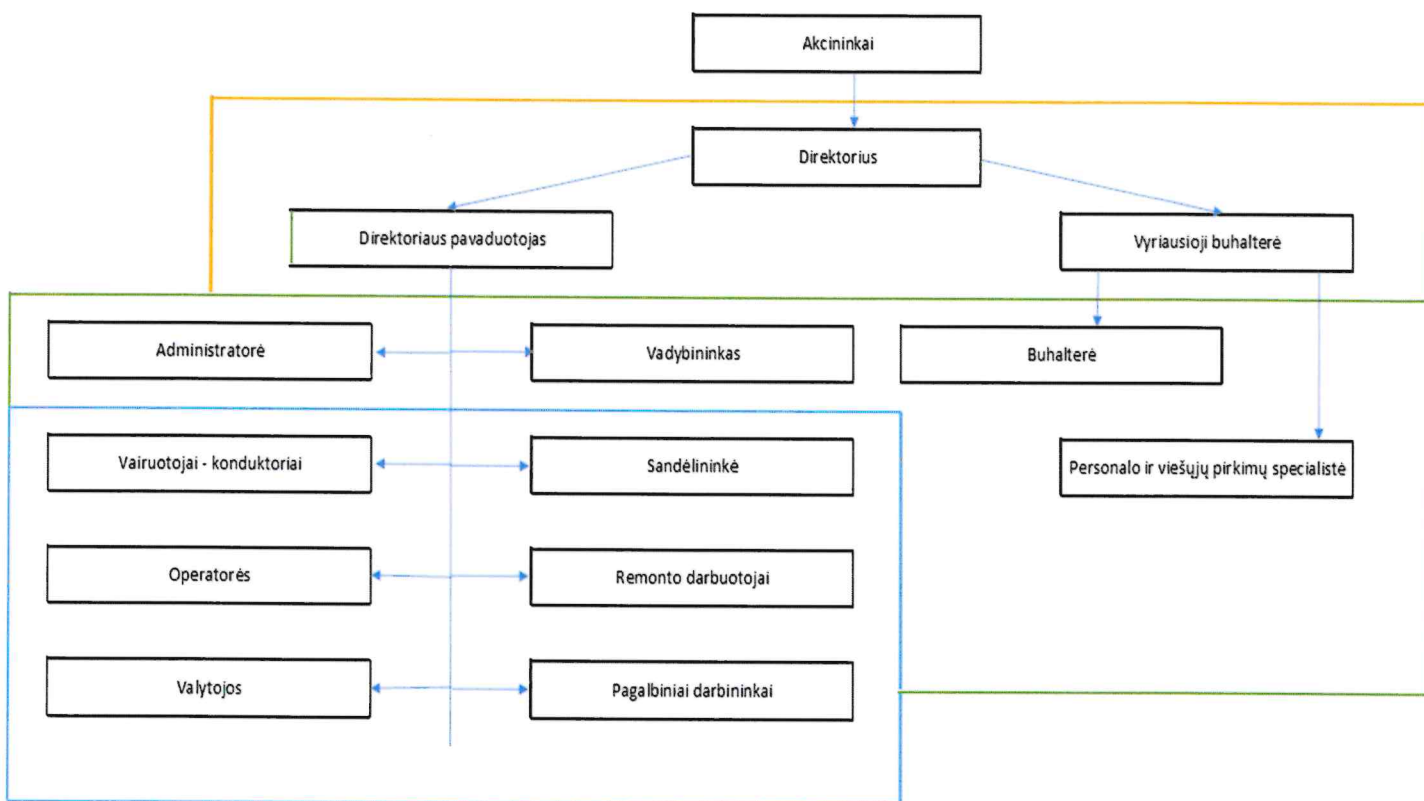 Akcininkai
Direktorius
Direktoriaus pavaduotojas
Vyriausioji buhalterė
Administratorė
Vadybininkas
Buhalterė
Vairuotojai - konduktoriai
Sandėlininkė
Personalo ir viešųjų pirkimų specialistė
Operatorės
Remonto darbuotojai
Valytojos
Pagalbiniai darbininkai